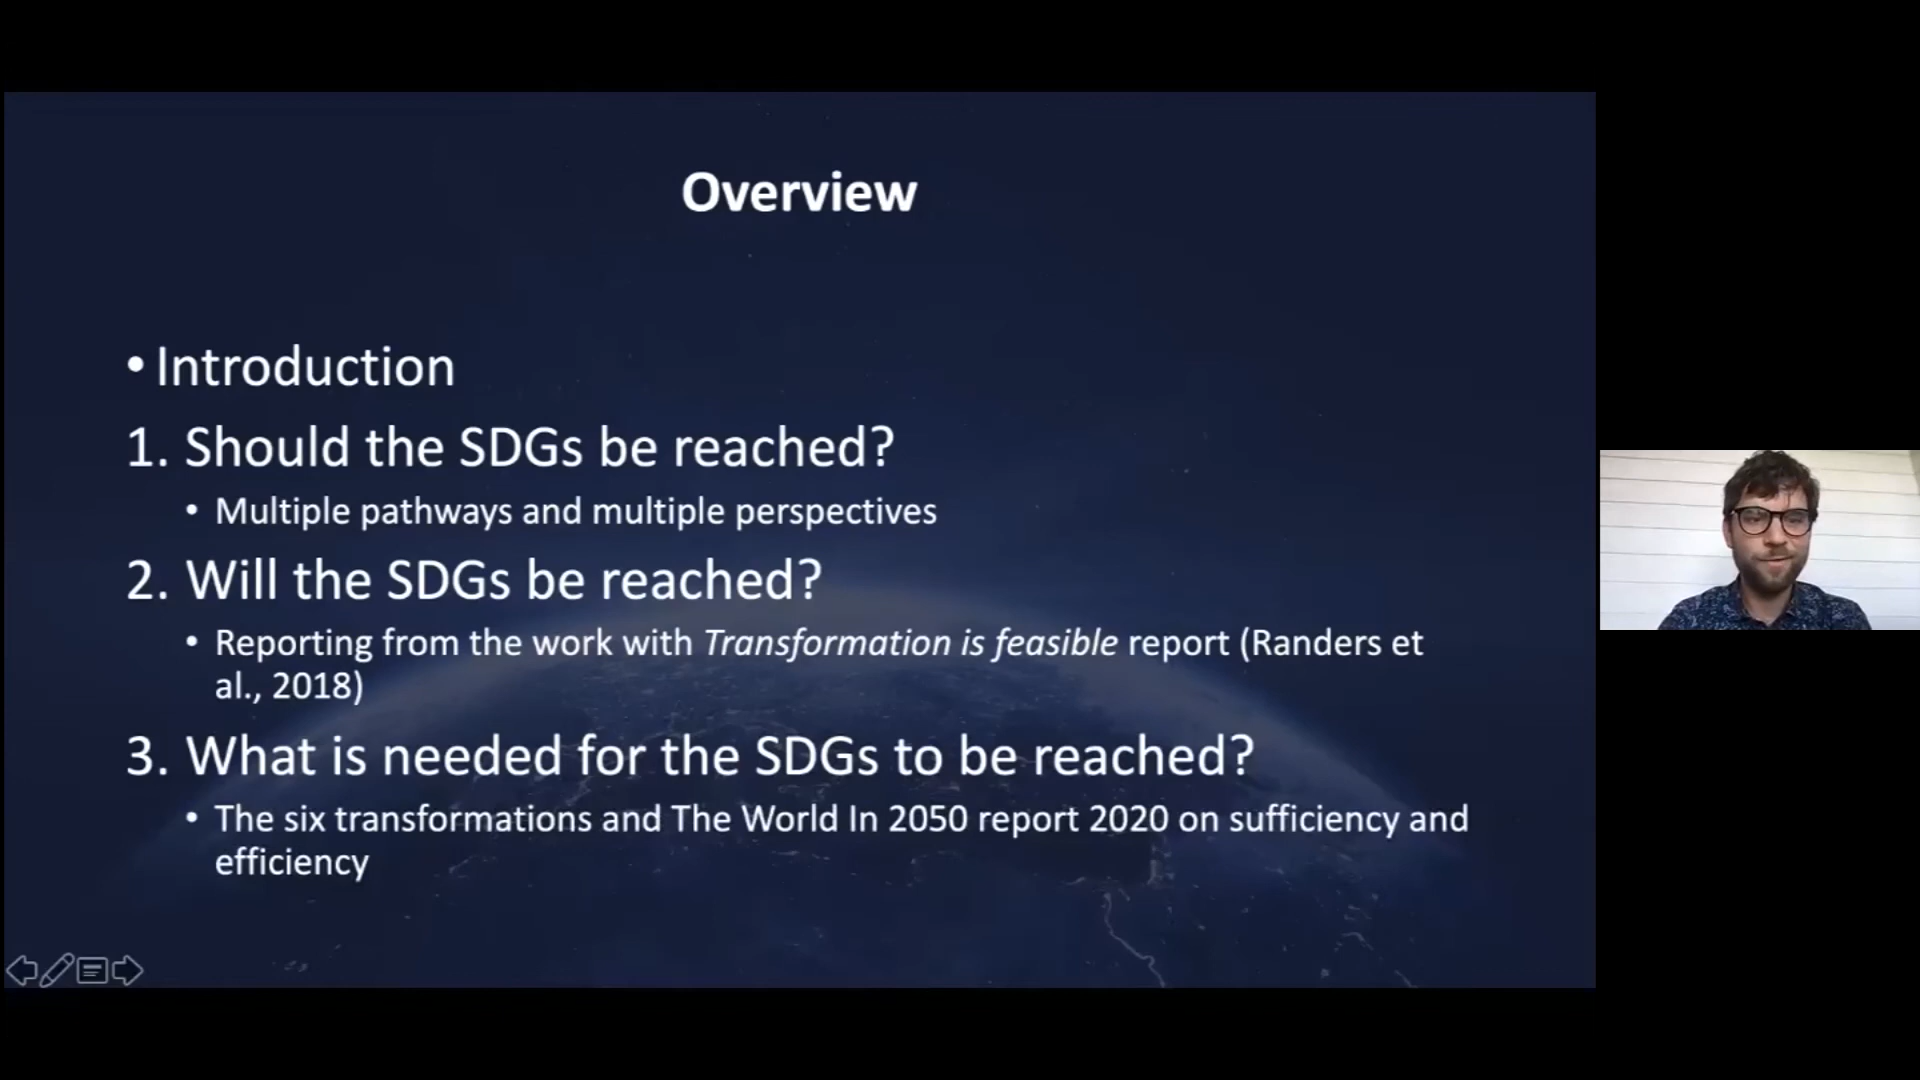 Overview
• Introduction
1. Should the SDGs be reached?
• Multiple pathways and multiple perspectives
2. Will the SDGs be reached?
• Reporting from the work with Transformation is feasible report (Randers et
al., 2018)
3. What is needed for the SDGs to be reached?
• The six transformations and The World In 2050 report 2020 on sufficiency and
efficiency